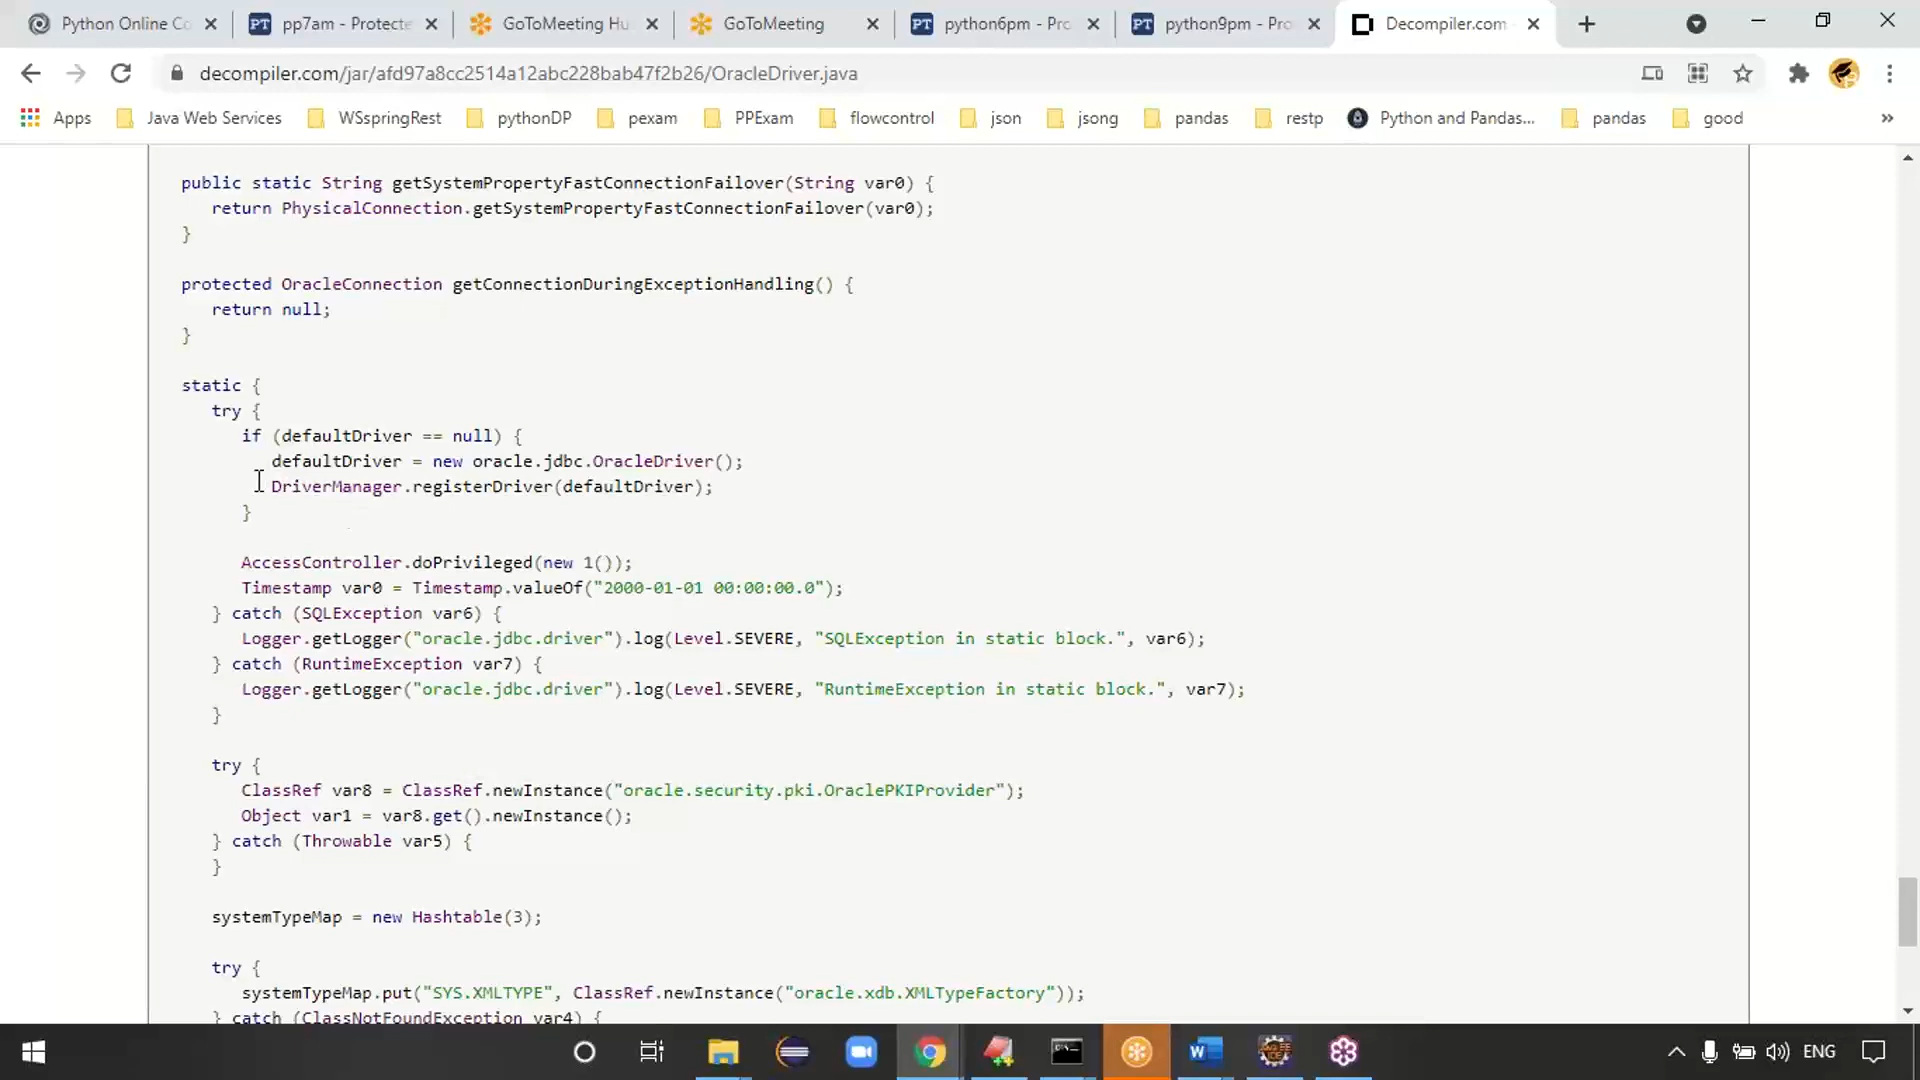 Python Online Co
pp7am - Protecte
GoToMeeting Hu
GoToMeeting
python6pm - Pro
python9pm - Pro
Decompiler.com
decompiler.com/jar/afd97a8cc2514a12abc228bab47f2b26/OracleDriver.java
Apps
Java Web Services
WSspringRest
pythonDP
pexam
PPExam
flowcontrol
json
jsong
pandas
restp
Python and Pandas...
pandas
good
»
public static String getSystemPropertyFastConnectionFailover(String var0) {
return PhysicalConnection.getSystemPropertyFastConnectionFailover(var0);
}
protected OracleConnection getConnectionDuringExceptionHandling() {
return null;
}
static {
try {
if (defaultDriver == null) {
defaultDriver = new oracle.jdbc.OracleDriver();
DriverManager.registerDriver(defaultDriver);
}
AccessController.doPrivileged(new 1());
Timestamp var0 = Timestamp.valueOf("2000-01-01 00:00:00.0");
} catch (SQLException var6) {
Logger.getLogger("oracle.jdbc.driver").log(Level.SEVERE, "SQLException in static block.", var6);
} catch (RuntimeException var7) {
Logger.getLogger("oracle.jdbc.driver").log(Level.SEVERE, "RuntimeException in static block.", var7);
}
try {
ClassRef var8 = ClassRef.newInstance("oracle.security.pki.OraclePKIProvider");
Object var1 = var8.get().newInstance();
} catch (Throwable var5) {
}
systemTypeMap = new Hashtable(3);
try {
systemTypeMap.put("SYS.XMLTYPE", ClassRef.newInstance("oracle.xdb.XMLTypeFactory"));
} catch (ClassNotFoundException var4) {
ENG